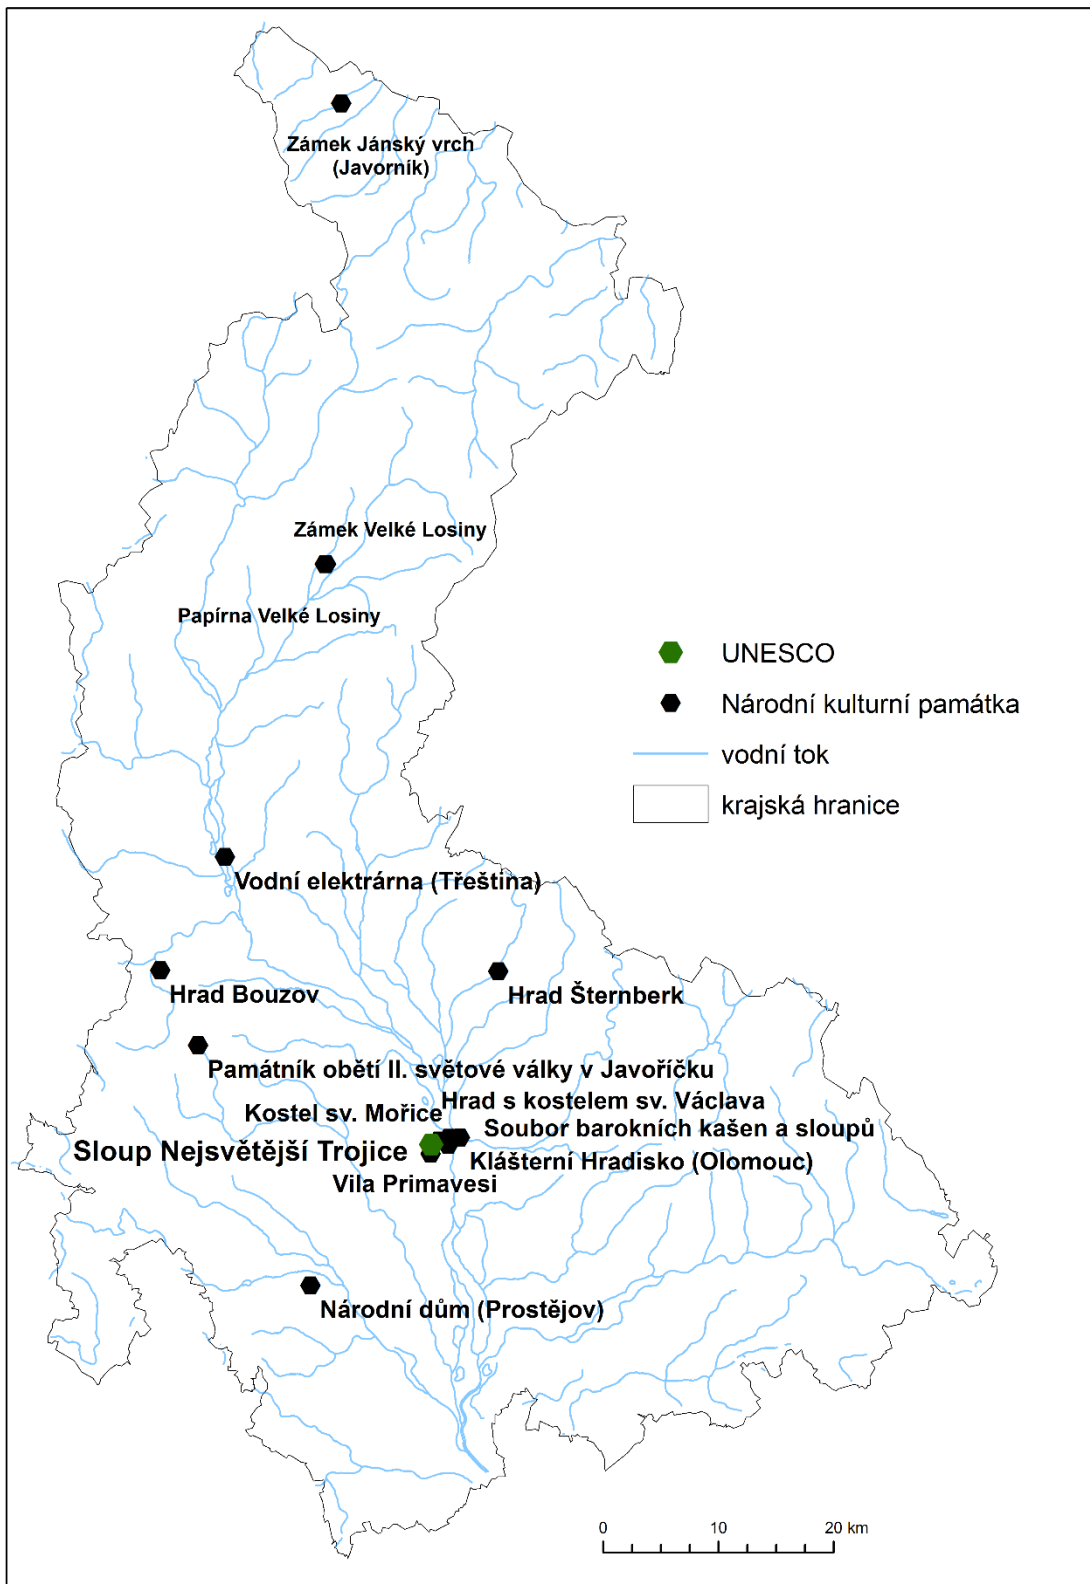 Zámek Jánský vrch
(Javorník)
Zámek Velké Losiny
Papírna Velké Losiny
UNESCO
Národní kulturní památka
vodní tok
krajská hranice
Vodní elektrárna (Třeština)
Hrad Bouzov
Hrad Šternberk
Památník obětí II. světové války v Javoříčku
Hrad s kostelem sv. Václava
Kostel sv. Mořice
Soubor barokních kašen a sloupů
Sloup Nejsvětější Trojice
Klášterní Hradisko (Olomouc)
Vila Primavesi
Národní dům (Prostějov)
0 10 20 km